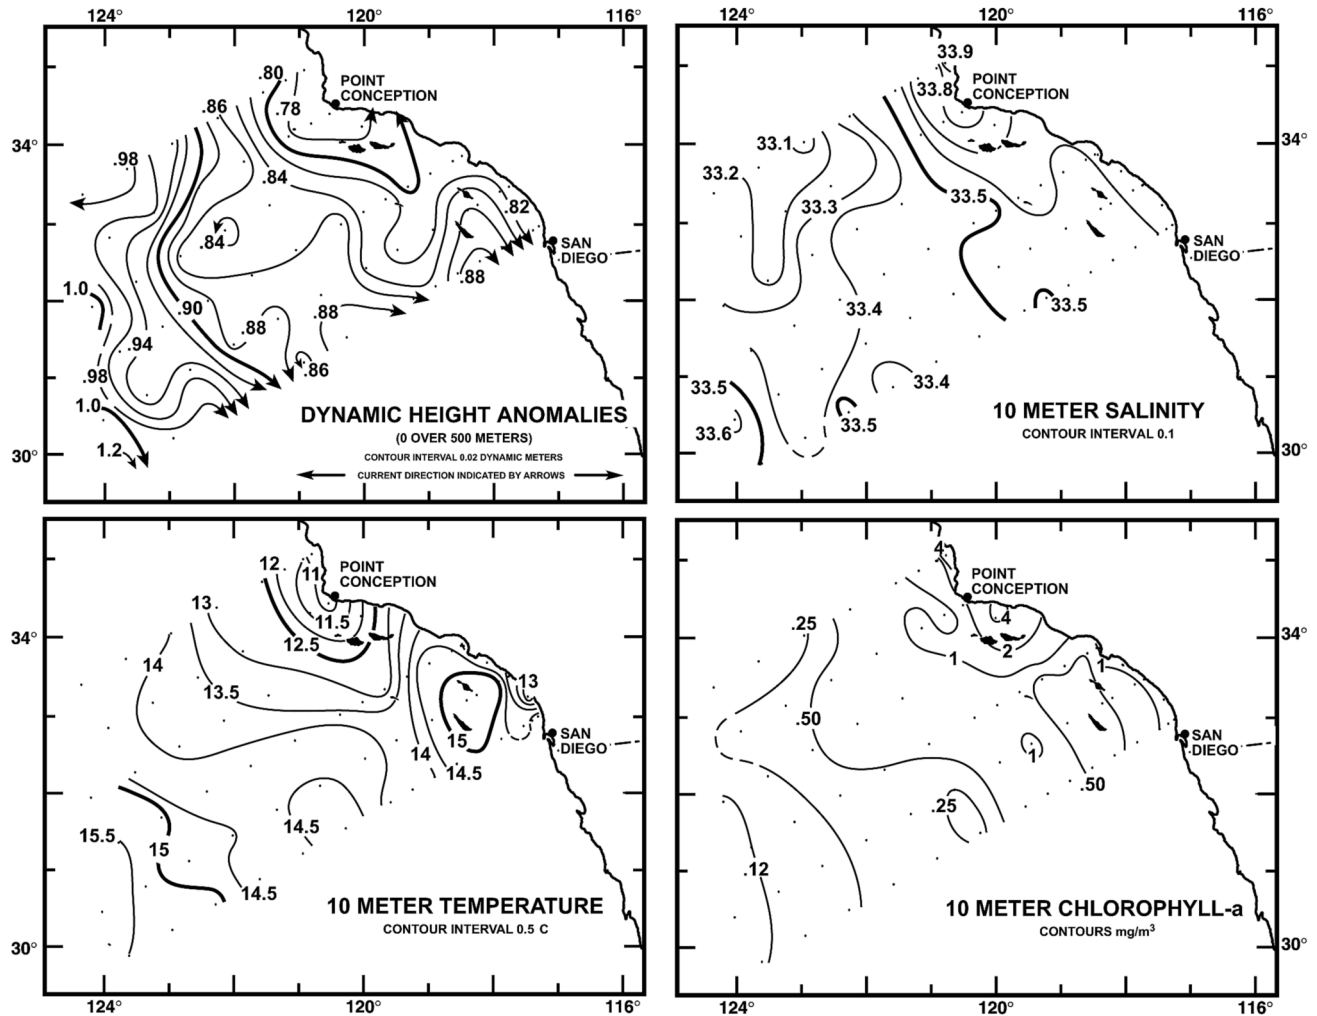 124°
120°
116°
.80
POINT
CONCEPTION
.78
.86
34°
.98
.84
.82
.84
SAN
DIEGO
1.0
.90
.88
.88
.88
.94
.86
.98
1.0
DYNAMIC HEIGHT ANOMALIES
(0 OVER 500 METERS)
CONTOUR INTERVAL 0.02 DYNAMIC METERS
CURRENT DIRECTION INDICATED BY ARROWS
1.2
30°
124°
120°
116°
33.9
POINT
CONCEPTION
33.8
33.1
34°
33.2
33.3
33.5
SAN
DIEGO
33.4
33.5
33.5
33.4
33.6
33.5
10 METER SALINITY
CONTOUR INTERVAL 0.1
30°
12
11
POINT
CONCEPTION
13
11.5
34°
12.5
14
13.5
13
15
14
14.5
SAN
DIEGO
15.5
15
14.5
14.5
10 METER TEMPERATURE
CONTOUR INTERVAL 0.5 C
30°
124°
120°
116°
4
POINT
CONCEPTION
.25
4
34°
1
2
1
.50
SAN
DIEGO
1
.50
.25
.12
10 METER CHLOROPHYLL-a
CONTOURS mg/m³
30°
124°
120°
116°